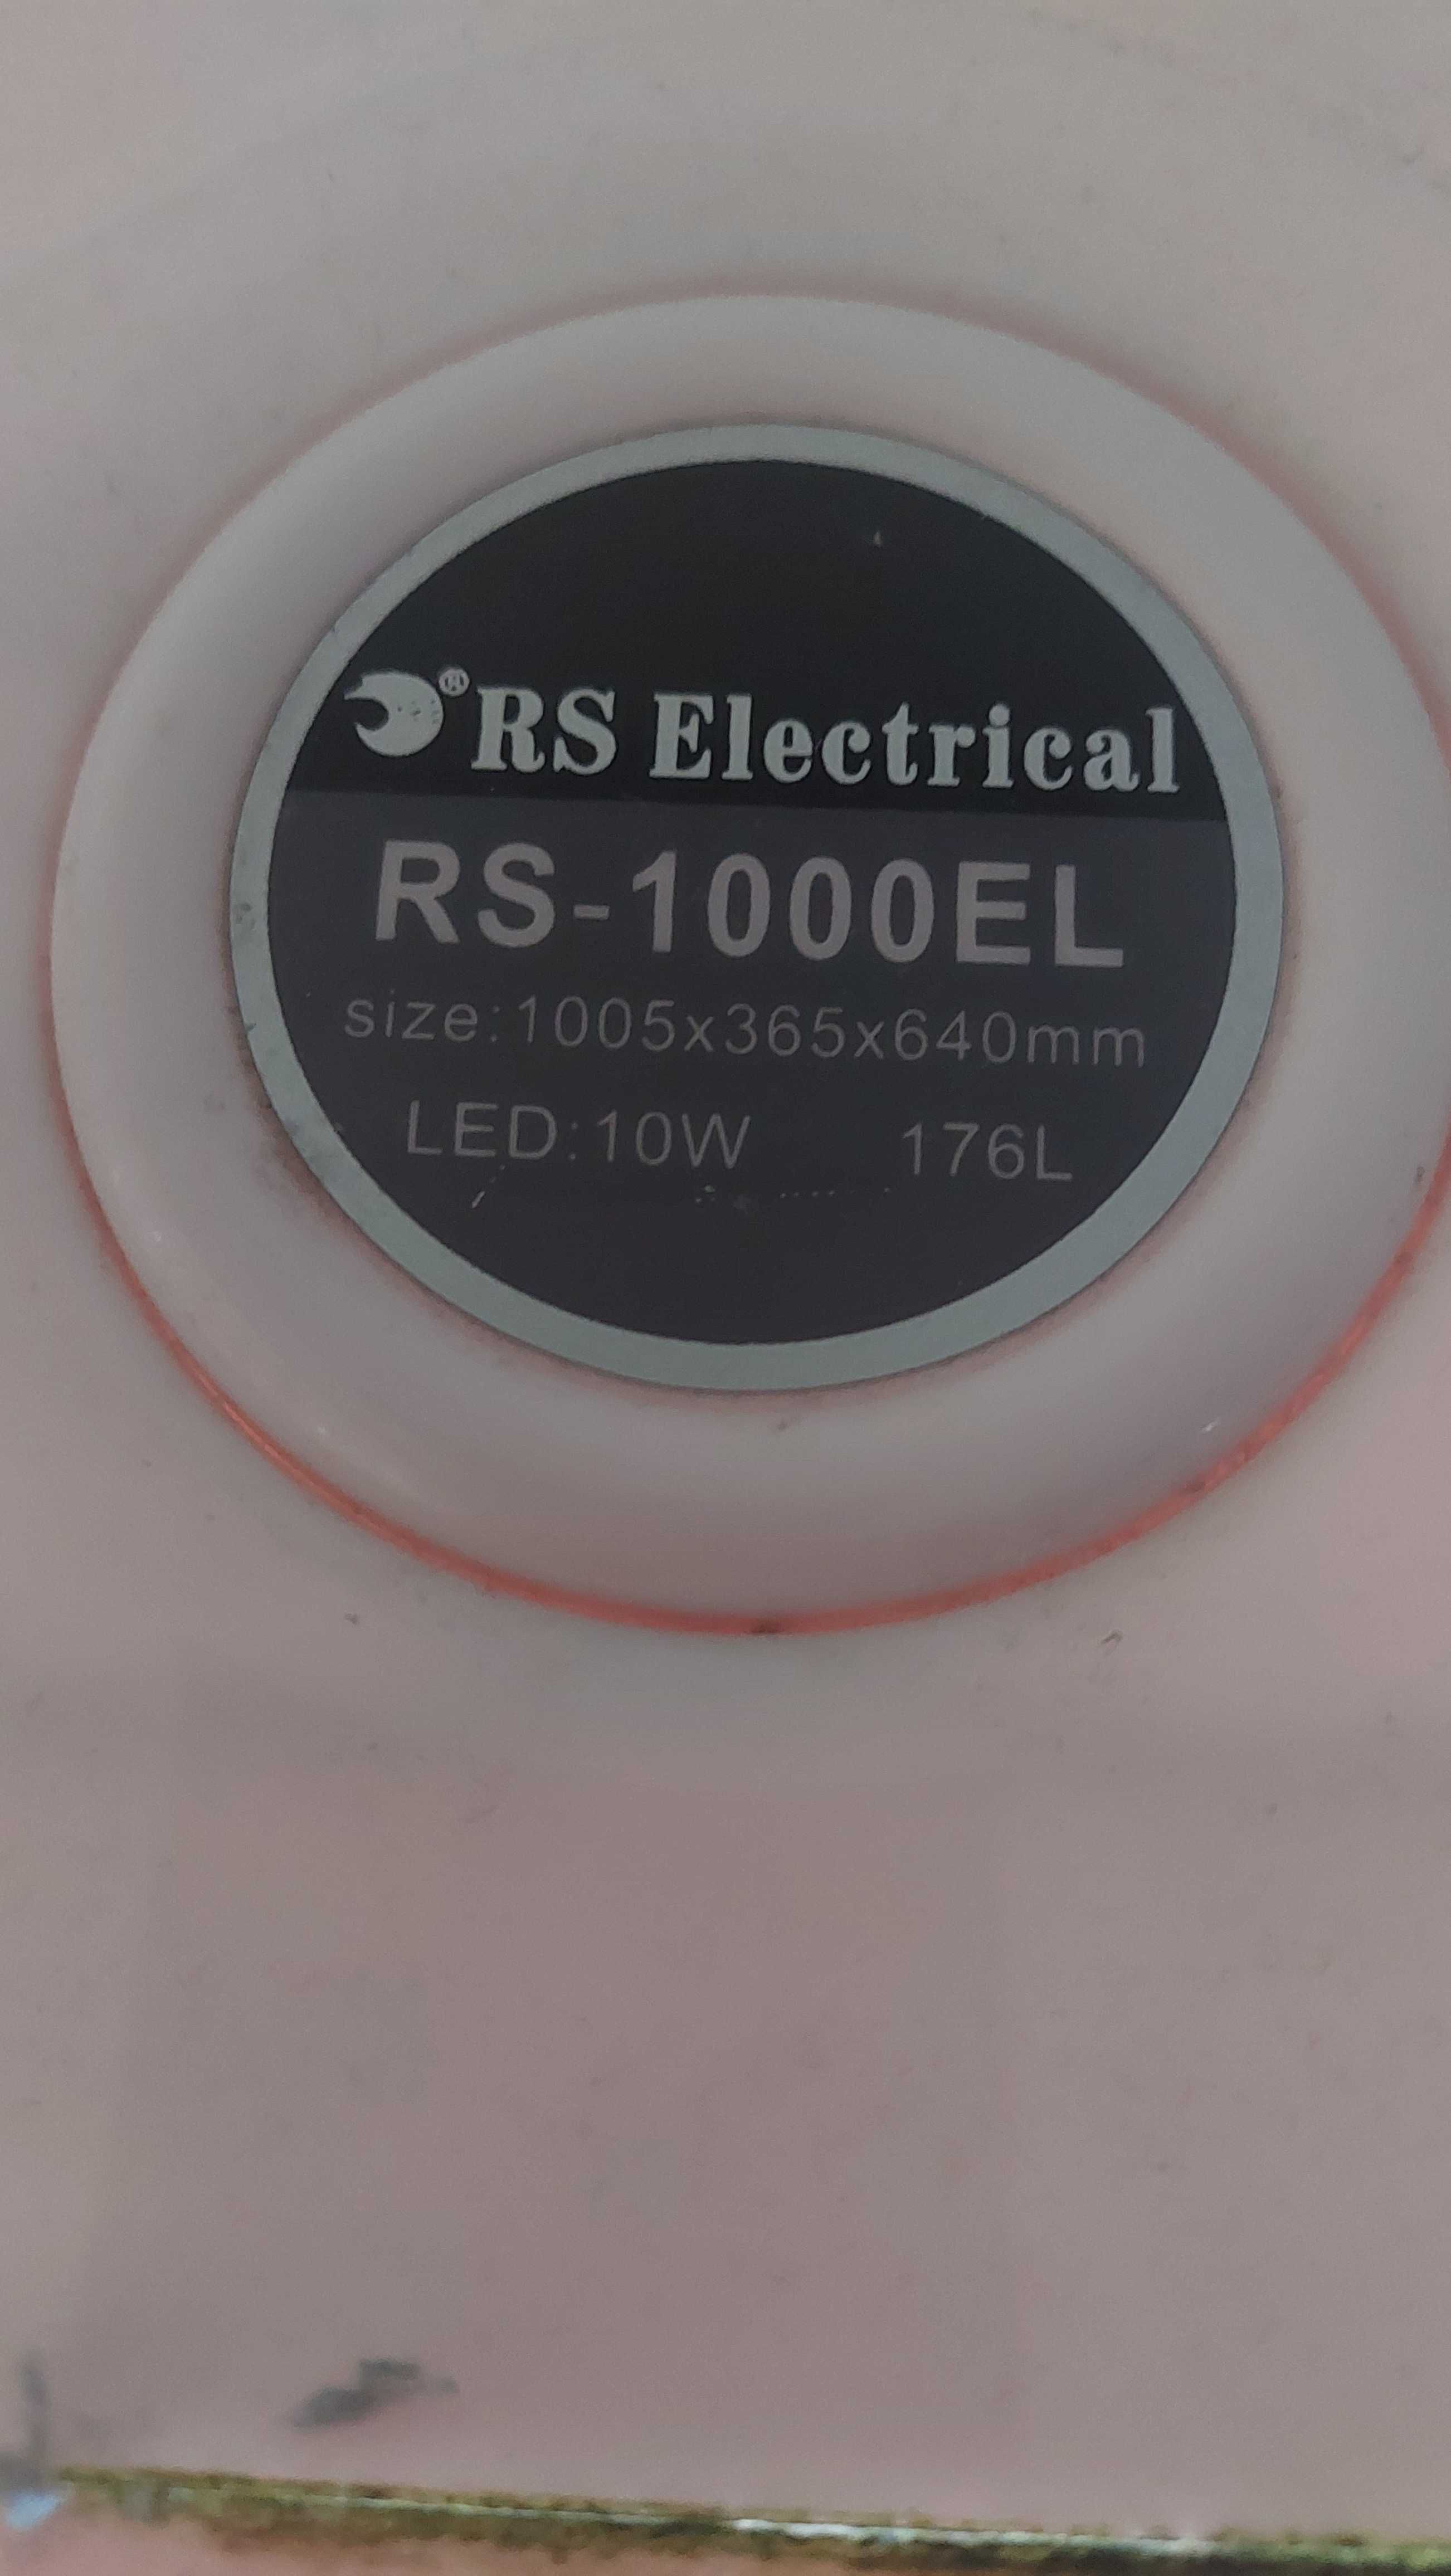 ® RS Electrical
RS-1000EL
size:1005x365x640mm
LED:10W 176L